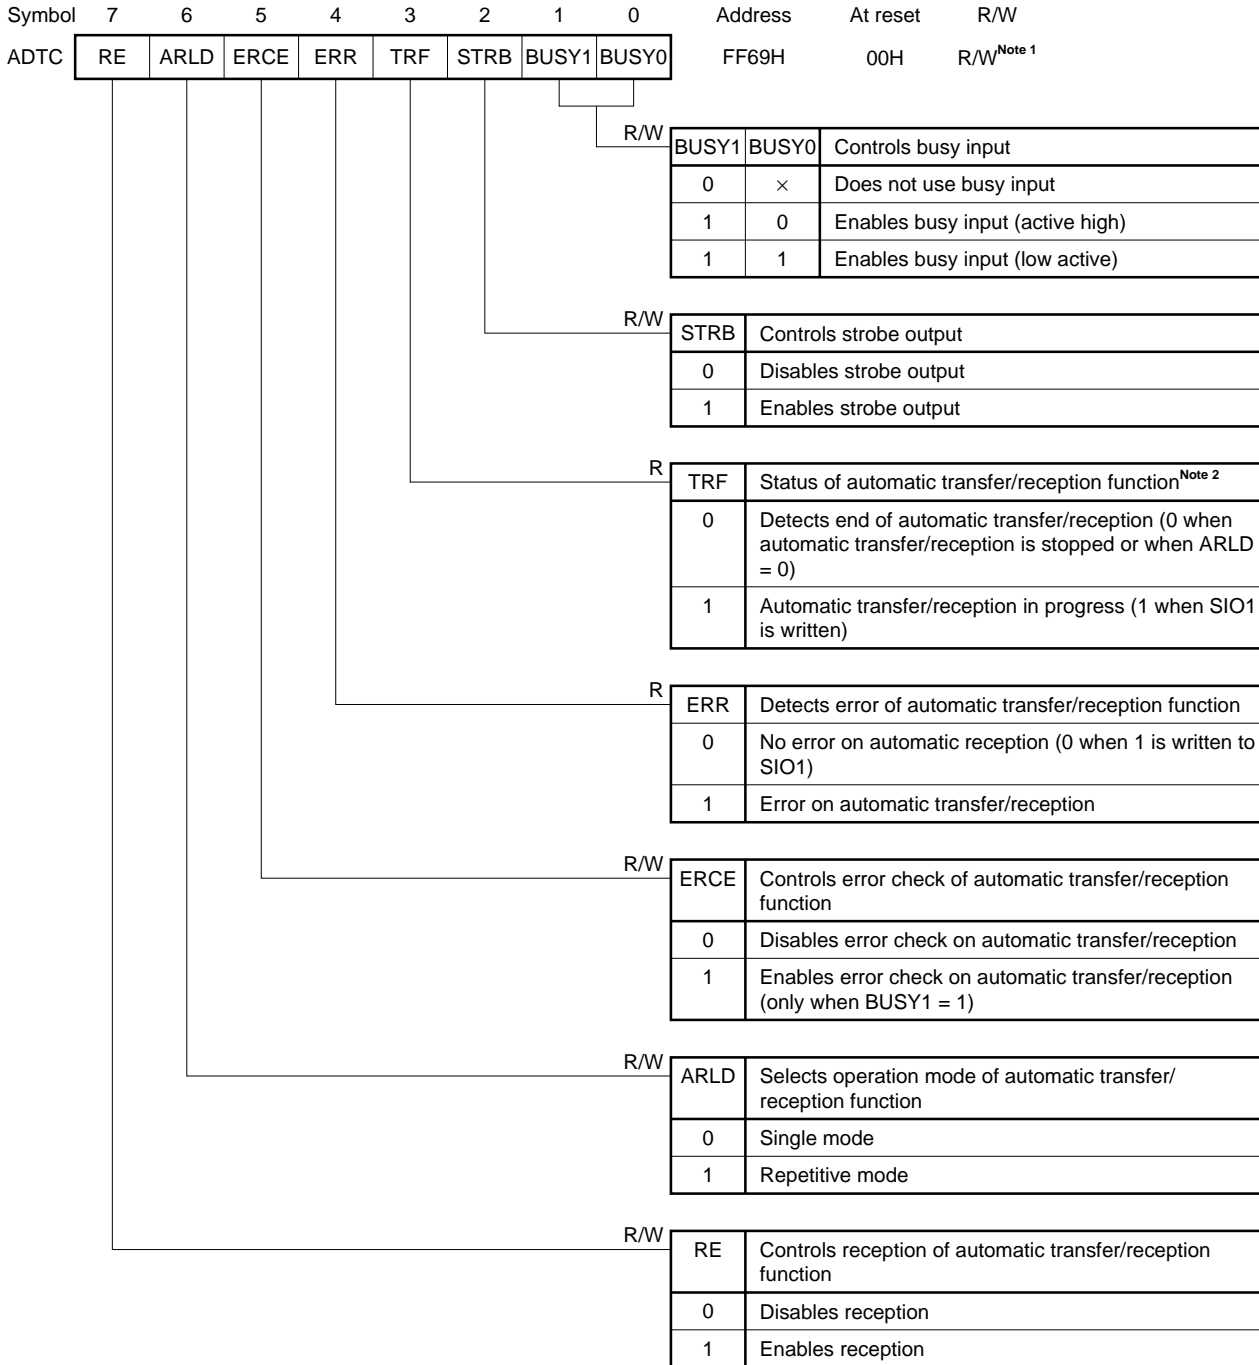 Symbol 7 6 5 4 3 2 1 0 Address At reset R/W
ADTC RE ARLD ERCE ERR TRF STRB BUSY1 BUSY0 FF69H 00H R/W Note 1
R/W
BUSY1 BUSY0 Controls busy input
0 × Does not use busy input
1 0 Enables busy input (active high)
1 1 Enables busy input (low active)
R/W
STRB Controls strobe output
0 Disables strobe output
1 Enables strobe output
R
TRF Status of automatic transfer/reception function Note 2
0 Detects end of automatic transfer/reception (0 when
automatic transfer/reception is stopped or when ARLD
= 0)
1 Automatic transfer/reception in progress (1 when SIO1
is written)
R
ERR Detects error of automatic transfer/reception function
0 No error on automatic reception (0 when 1 is written to
SIO1)
1 Error on automatic transfer/reception
R/W
ERCE Controls error check of automatic transfer/reception
function
0 Disables error check on automatic transfer/reception
1 Enables error check on automatic transfer/reception
(only when BUSY1 = 1)
R/W
ARLD Selects operation mode of automatic transfer/
reception function
0 Single mode
1 Repetitive mode
R/W
RE Controls reception of automatic transfer/reception
function
0 Disables reception
1 Enables reception